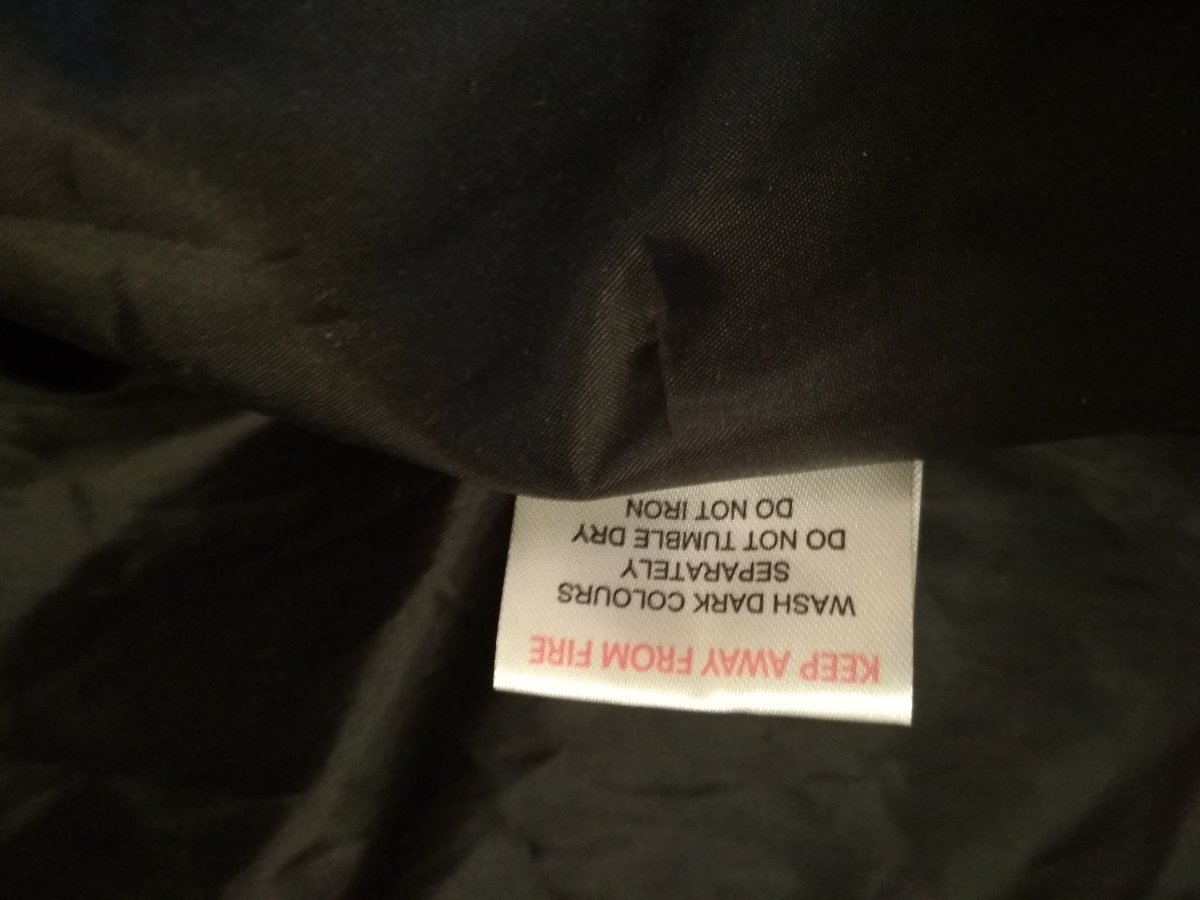 KEEP AWAY FROM FIRE
WASH DARK COLOURS
SEPARATELY
DO NOT TUMBLE DRY
DO NOT IRON